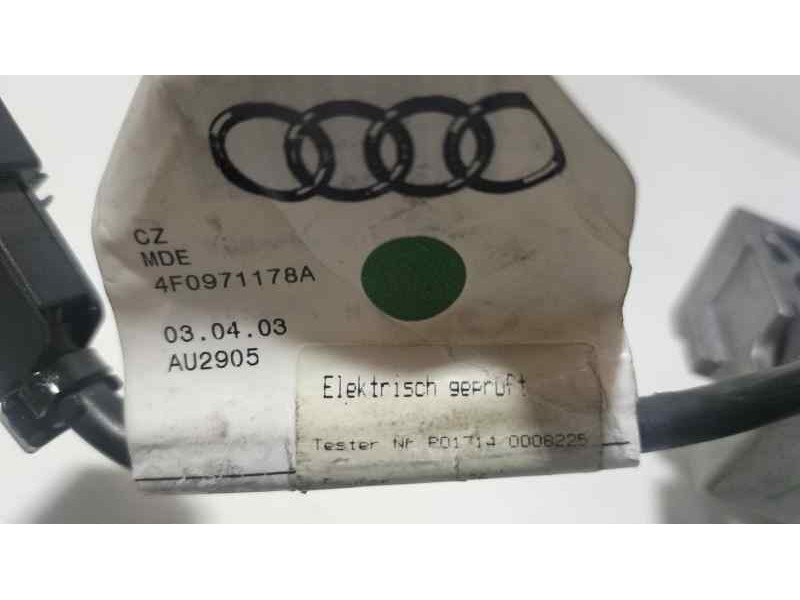 CZ
MDE
4F0971178A
03.04.03
AU2905
Elektrisch geprüft
Tester Nr P01714 0006225